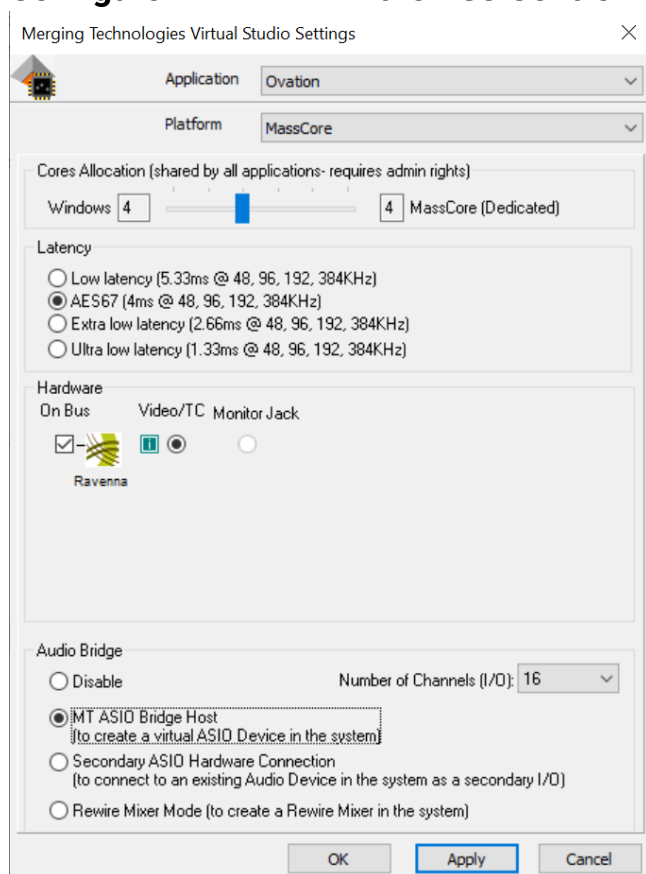 Merging Technologies Virtual Studio Settings
Application Ovation
Platform MassCore
Cores Allocation (shared by all applications- requires admin rights)
Windows 4 4 MassCore (Dedicated)
Latency
Low latency (5.33ms @ 48, 96, 192, 384KHz)
AES67 (4ms @ 48, 96, 192, 384KHz)
Extra low latency (2.66ms @ 48, 96, 192, 384KHz)
Ultra low latency (1.33ms @ 48, 96, 192, 384KHz)
Hardware
On Bus Video/TC Monitor Jack
i
Ravenna
Audio Bridge
Disable Number of Channels (I/O): 16
MT ASIO Bridge Host
(to create a virtual ASIO Device in the system)
Secondary ASIO Hardware Connection
(to connect to an existing Audio Device in the system as a secondary I/O)
Rewire Mixer Mode (to create a Rewire Mixer in the system)
OK Apply Cancel